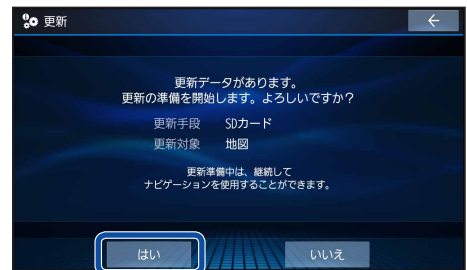 更新
更新データがあります。
更新の準備を開始します。よろしいですか？
更新手段 SDカード
更新対象 地図
更新準備中は、継続して
ナビゲーションを使用することができます。
はい いいえ